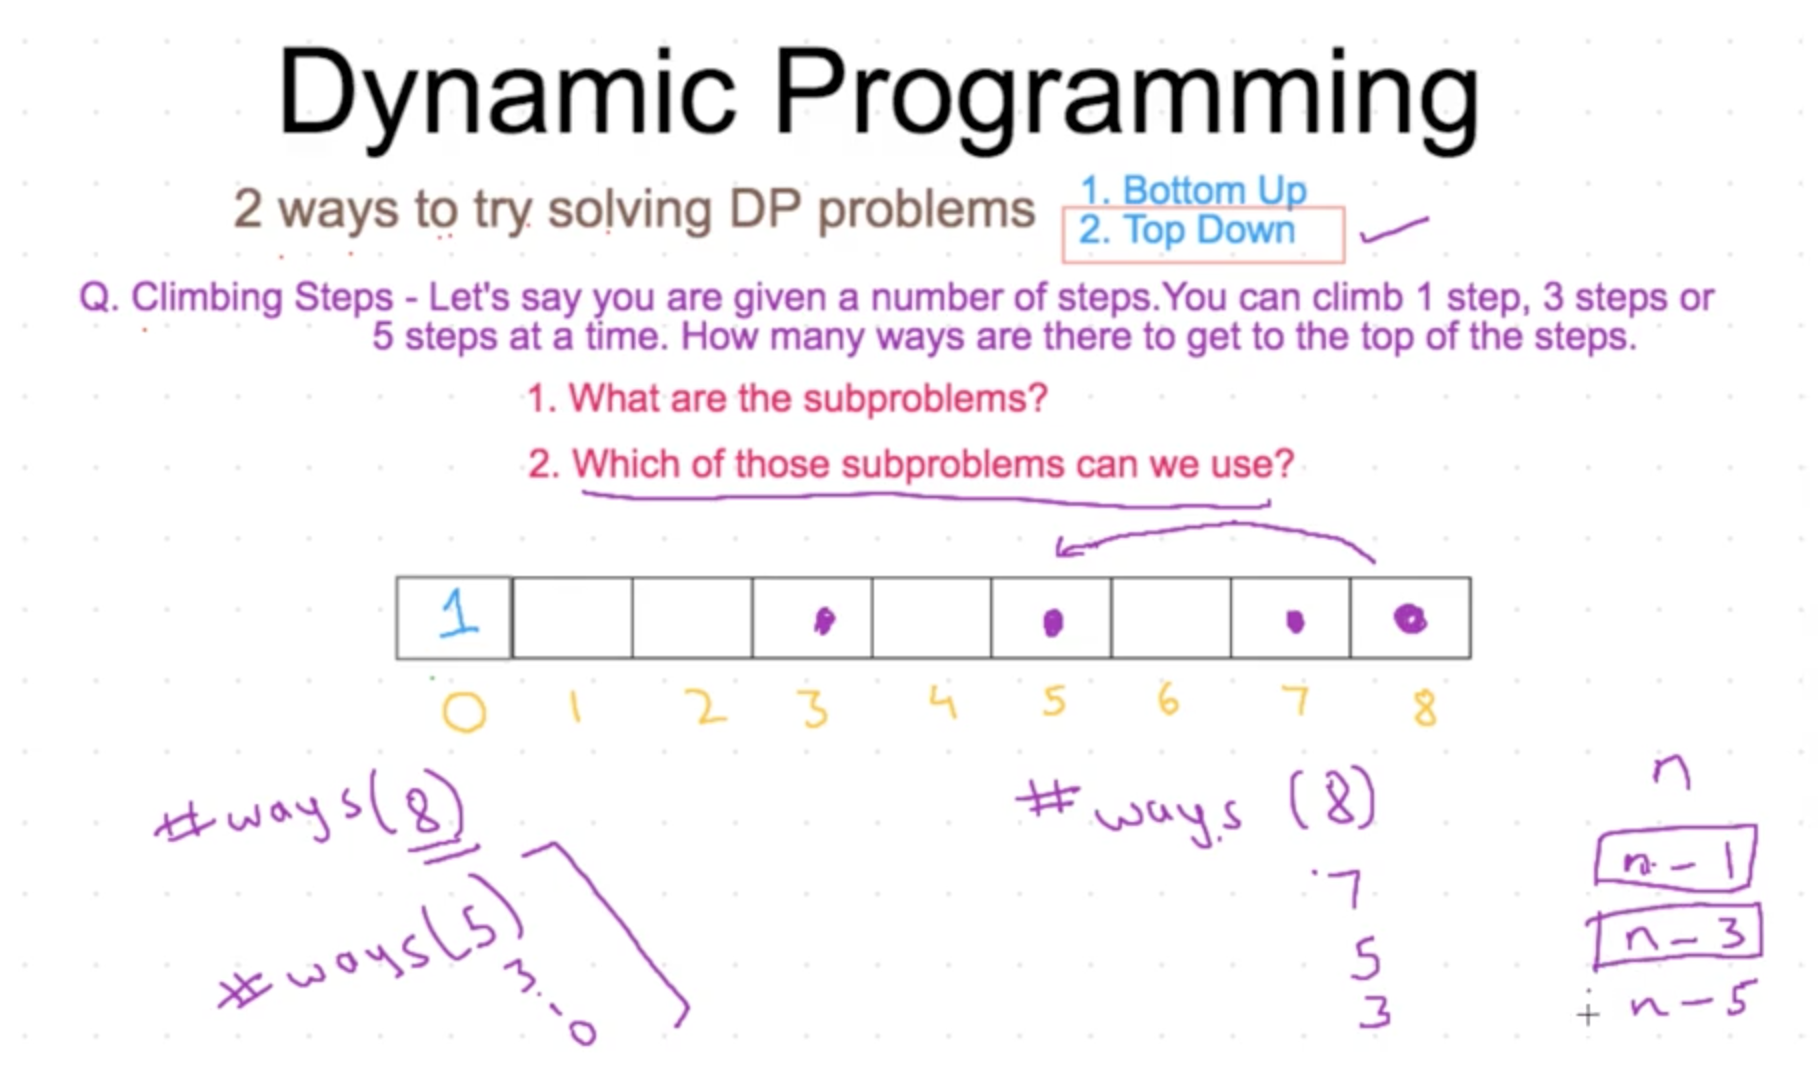 Dynamic Programming
2 ways to try solving DP problems
1. Bottom Up
2. Top Down
Q. Climbing Steps - Let's say you are given a number of steps.You can climb 1 step, 3 steps or
5 steps at a time. How many ways are there to get to the top of the steps.
1. What are the subproblems?
2. Which of those subproblems can we use?
1
0 1 2 3 4 5 6 7 8
#ways(8)
#ways(5)
3
0
#ways (8)
7
5
3
n
n-1
n-3
n-5